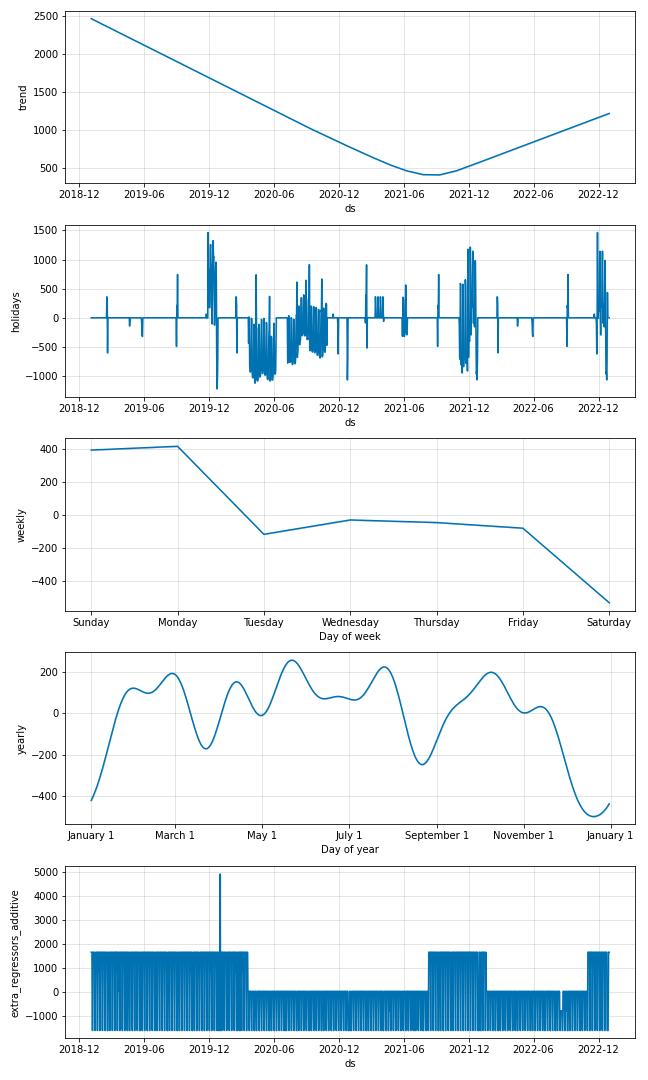 2500
2000
1500
1000
500
trend
2018-12 2019-06 2019-12 2020-06 2020-12 2021-06 2021-12 2022-06 2022-12
ds
1500
1000
500
0
−500
−1000
holidays
2018-12 2019-06 2019-12 2020-06 2020-12 2021-06 2021-12 2022-06 2022-12
ds
400
200
0
−200
−400
weekly
Sunday Monday Tuesday Wednesday Thursday Friday Saturday
Day of week
200
0
−200
−400
yearly
January 1 March 1 May 1 July 1 September 1 November 1 January 1
Day of year
5000
4000
3000
2000
1000
0
−1000
extra_regressors_additive
2018-12 2019-06 2019-12 2020-06 2020-12 2021-06 2021-12 2022-06 2022-12
ds